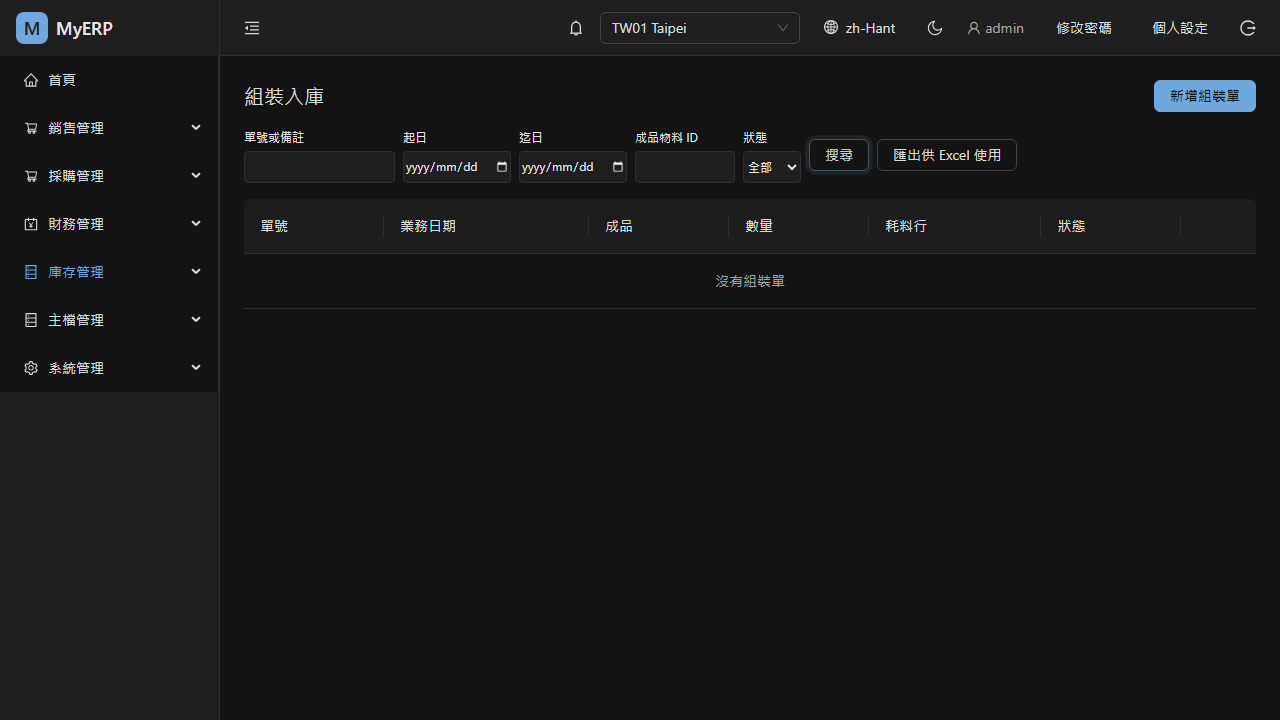 M MyERP
TW01 Taipei
zh-Hant
admin
修改密碼
個人設定
首頁
銷售管理
採購管理
財務管理
庫存管理
主檔管理
系統管理
組裝入庫
新增組裝單
單號或備註
起日
迄日
成品物料 ID
狀態
yyyy/mm/dd
yyyy/mm/dd
全部
搜尋
匯出供 Excel 使用
單號
業務日期
成品
數量
耗料行
狀態
沒有組裝單